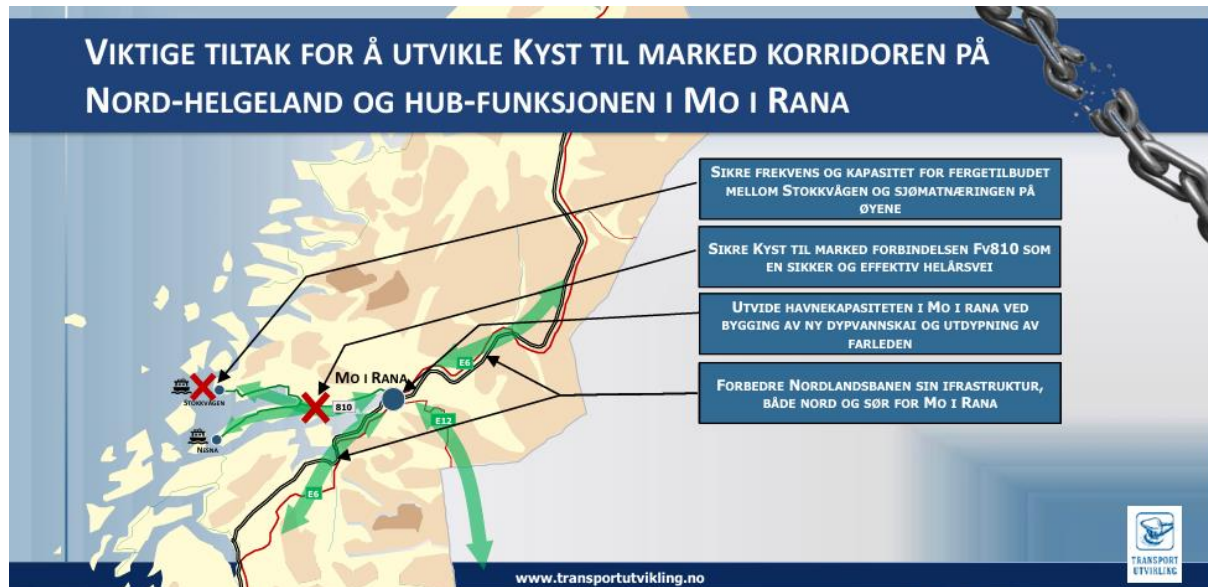 VIKTIGE TILTAK FOR Å UTVIKLE KYST TIL MARKED KORRIDOREN PÅ
NORD-HELGELAND OG HUB-FUNKSJONEN I MO I RANA
SIKRE FREKVENS OG KAPASITET FOR FERGETILBUDET
MELLOM STOKKVÅGEN OG SJØMATNÆRINGEN PÅ
ØYENE
SIKRE KYST TIL MARKED FORBINDELSEN FV810 SOM
EN SIKKER OG EFFEKTIV HELÅRSVEI
UTVIDE HAVNEKAPASITETEN I MO I RANA VED
BYGGING AV NY DYPVANNSKAI OG UTDYPNING AV
FARLEDEN
FORBEDRE NORDLANDSBANEN SIN IFRASTRUKTUR,
BÅDE NORD OG SØR FOR MO I RANA
E6
MO I RANA
STOKKVÅGEN
810
E12
NESNA
E6
TRANSPORT
UTVIKLING
www.transportutvikling.no